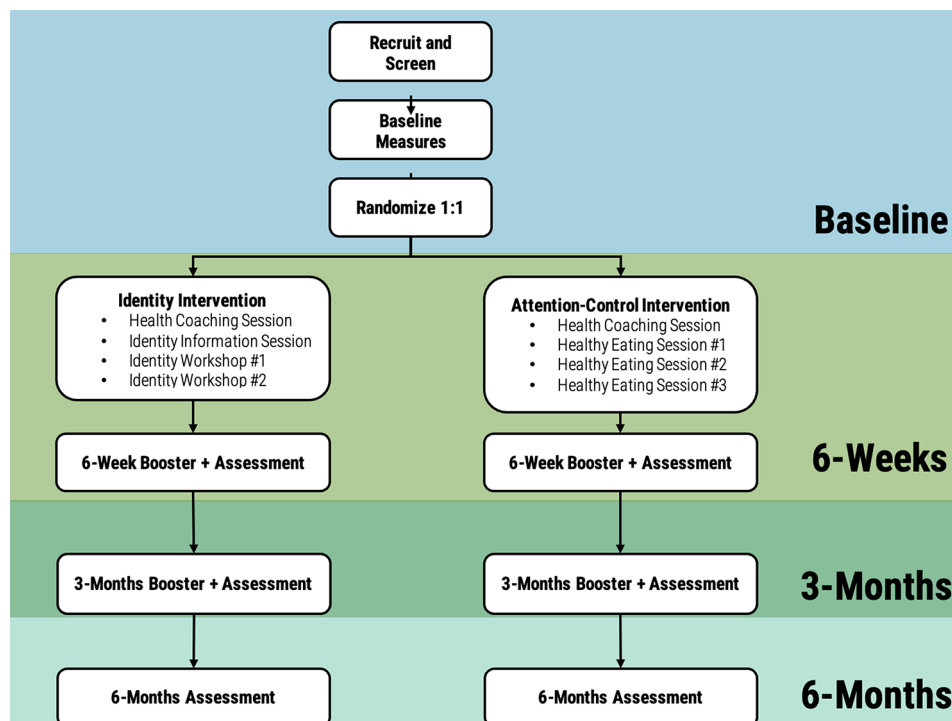 Recruit and
Screen
Baseline
Measures
Randomize 1:1
Baseline
Identity Intervention
• Health Coaching Session
• Identity Information Session
• Identity Workshop #1
• Identity Workshop #2
Attention-Control Intervention
• Health Coaching Session
• Healthy Eating Session #1
• Healthy Eating Session #2
• Healthy Eating Session #3
6-Week Booster + Assessment
6-Week Booster + Assessment
6-Weeks
3-Months Booster + Assessment
3-Months Booster + Assessment
3-Months
6-Months Assessment
6-Months Assessment
6-Months